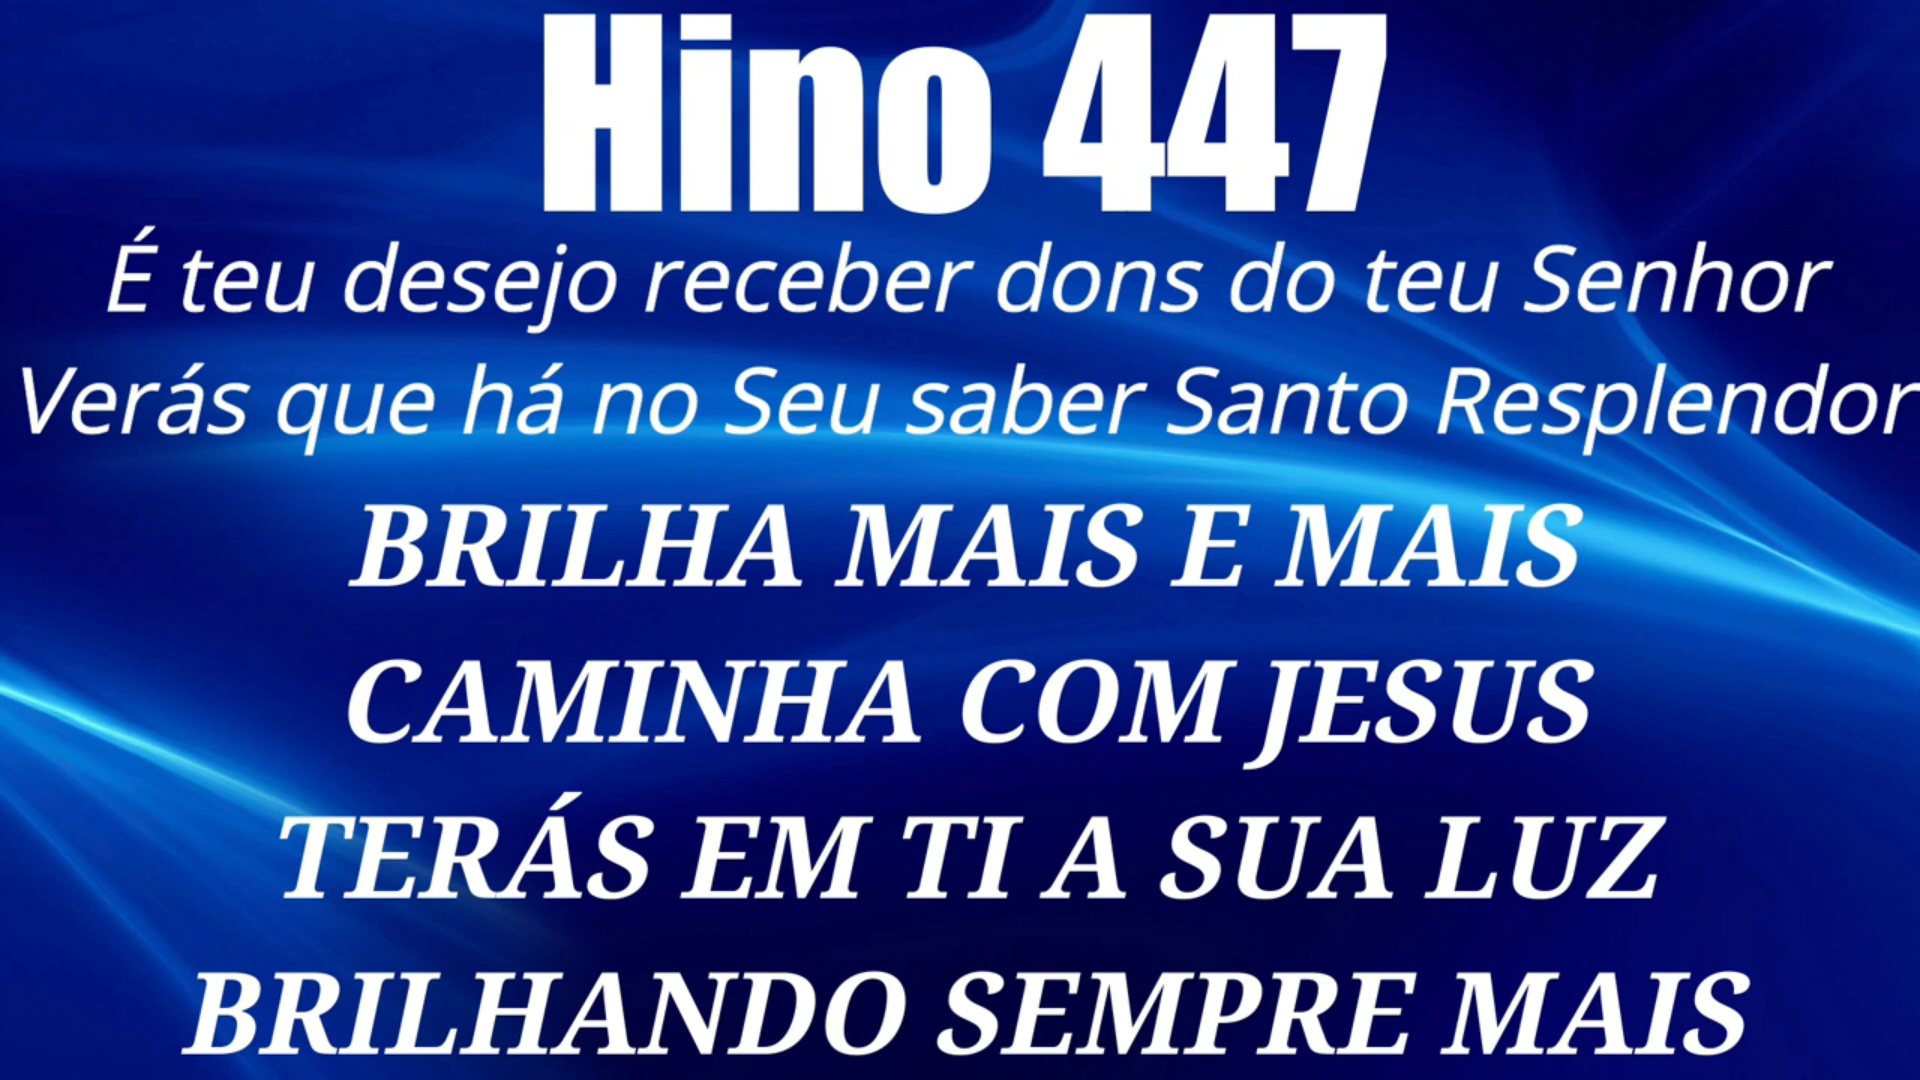 Hino 447
É teu desejo receber dons do teu Senhor
Verás que há no Seu saber Santo Resplendor
BRILHA MAIS E MAIS
CAMINHA COM JESUS
TERÁS EM TI A SUA LUZ
BRILHANDO SEMPRE MAIS